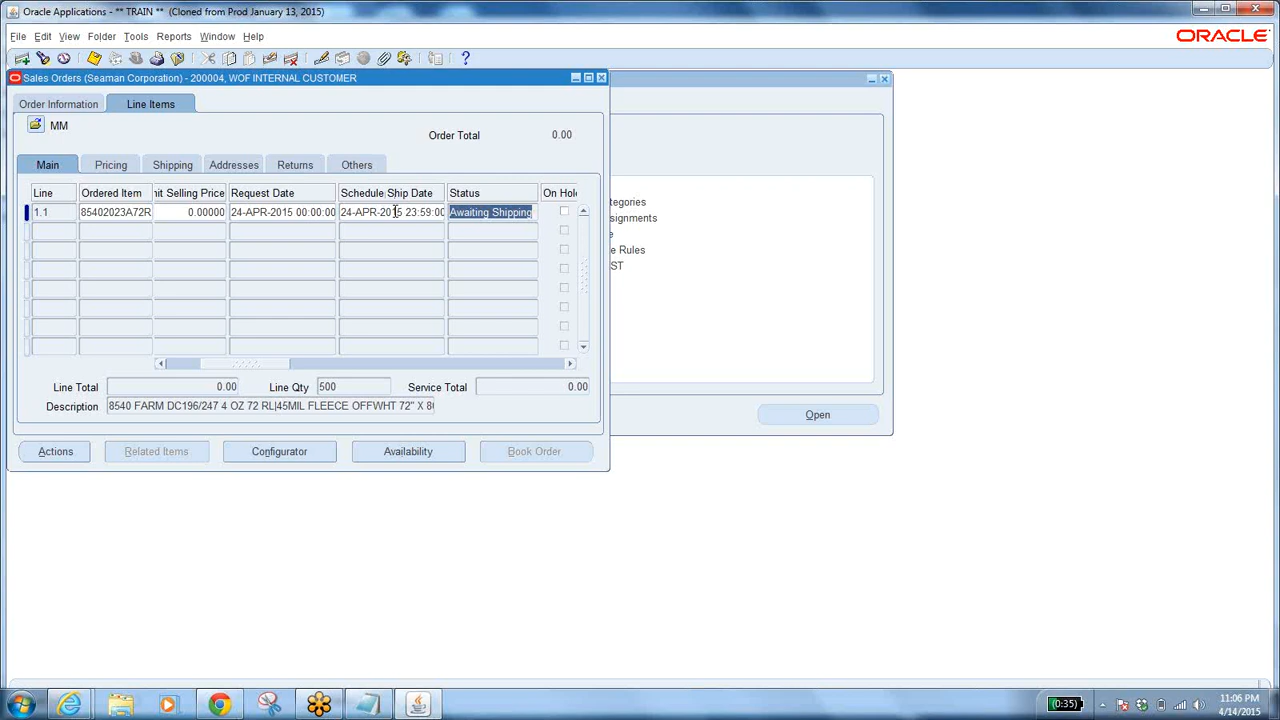 Oracle Applications - ** TRAIN ** (Cloned from Prod January 13, 2015)
File Edit View Folder Tools Reports Window Help
ORACLE
Sales Orders (Seaman Corporation) - 200004, WOF INTERNAL CUSTOMER
Order Information Line Items
MM
Order Total 0.00
Main Pricing Shipping Addresses Returns Others
Line Ordered Item nit Selling Price Request Date Schedule Ship Date Status On Hol
1.1 85402023A72R 0.00000 24-APR-2015 00:00:00 24-APR-2015 23:59:00 Awaiting Shipping
ategories
signments
e
e Rules
ST
Line Total 0.00 Line Qty 500 Service Total 0.00
Description 8540 FARM DC196/247 4 OZ 72 RL|45MIL FLEECE OFFWHT 72" X 8
Open
Actions Related Items Configurator Availability Book Order
(0:35)
11:06 PM
4/14/2015